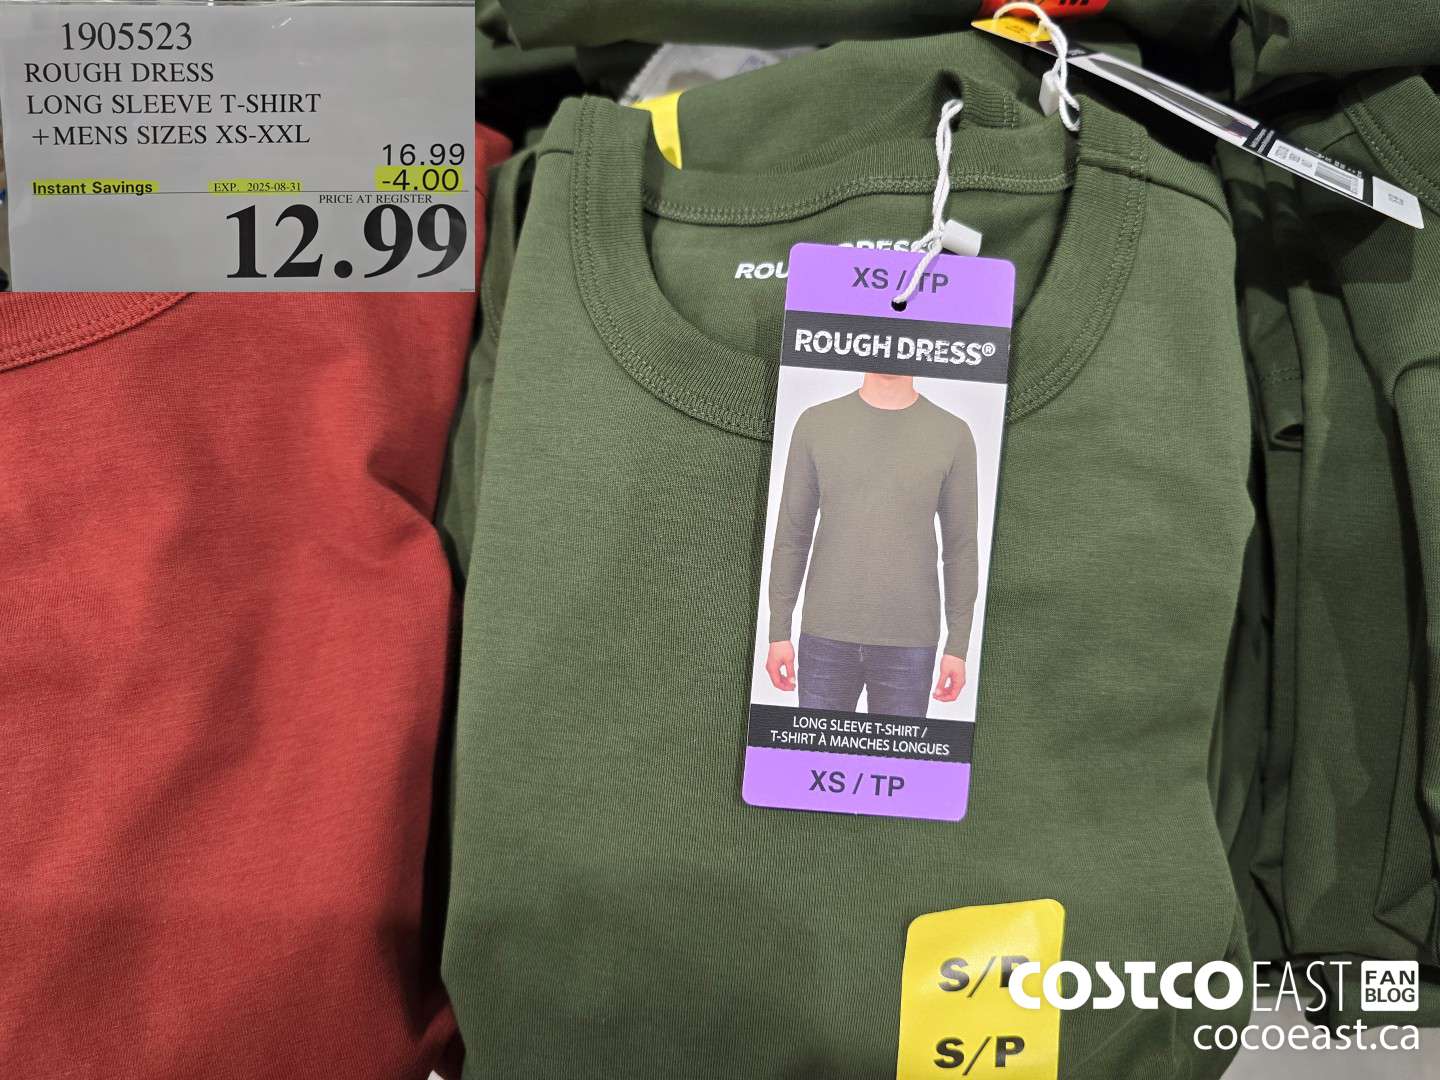 1905523
ROUGH DRESS
LONG SLEEVE T-SHIRT
+MENS SIZES XS-XXL
16.99
Instant Savings EXP. 2025-08-31 -4.00
PRICE AT REGISTER
12.99
XS / TP
ROUGH DRESS®
LONG SLEEVE T-SHIRT /
T-SHIRT À MANCHES LONGUES
XS / TP
S/P
S/P
COSTCO EAST FAN BLOG
cocoeast.ca